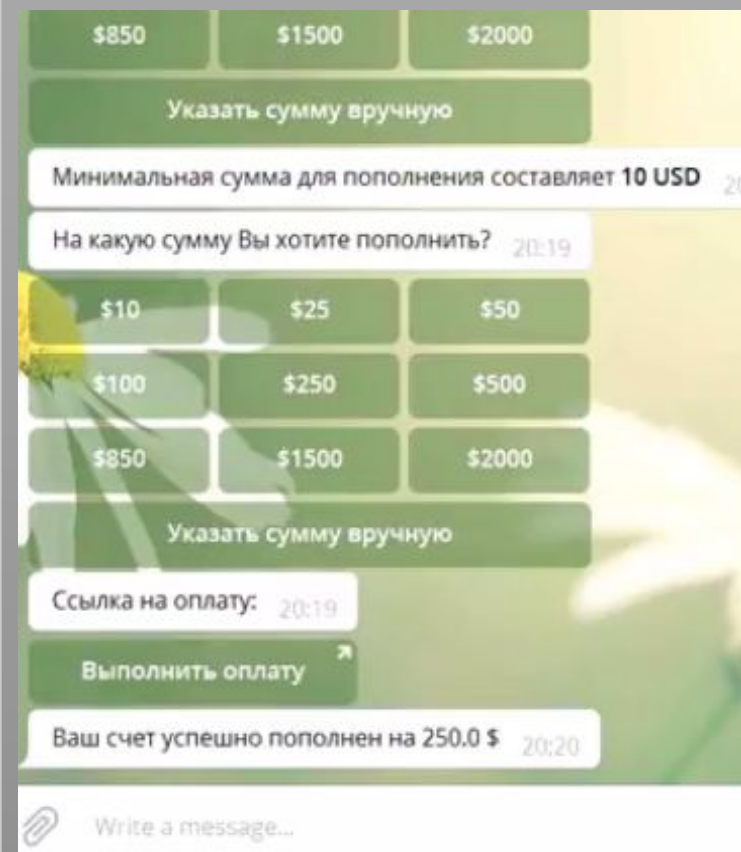 $850 $1500 $2000
Указать сумму вручную
Минимальная сумма для пополнения составляет 10 USD
На какую сумму Вы хотите пополнить? 20:19
$10 $25 $50
$100 $250 $500
$850 $1500 $2000
Указать сумму вручную
Ссылка на оплату: 20:19
Выполнить оплату
Ваш счет успешно пополнен на 250.0 $ 20:20
Write a message...